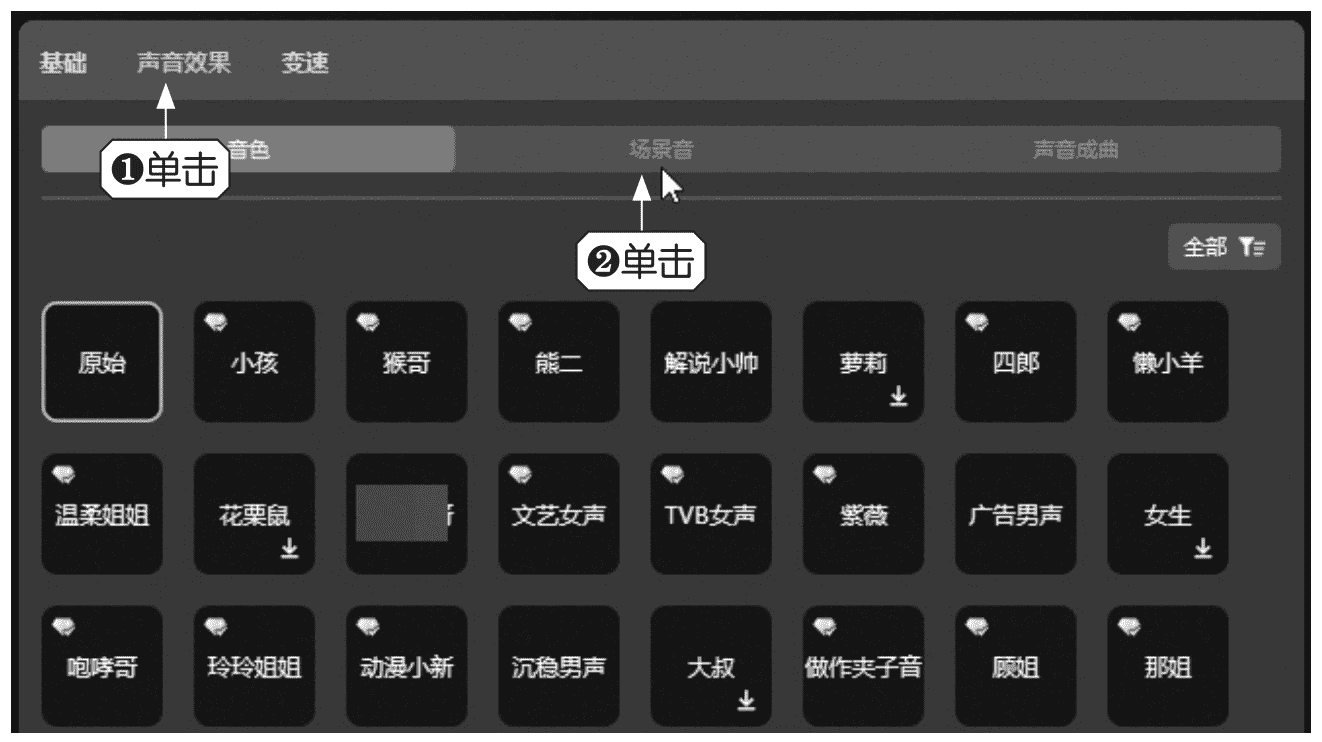 基础 声音效果 变速
❶单击 音色 场景音 声音成曲
❷单击
全部
原始 小孩 猴哥 熊二 解说小帅 萝莉 四郎 懒小羊
温柔姐姐 花栗鼠 文艺女声 TVB女声 紫薇 广告男声 女生
咆哮哥 玲玲姐姐 动漫小新 沉稳男声 大叔 做作夹子音 顾姐 那姐